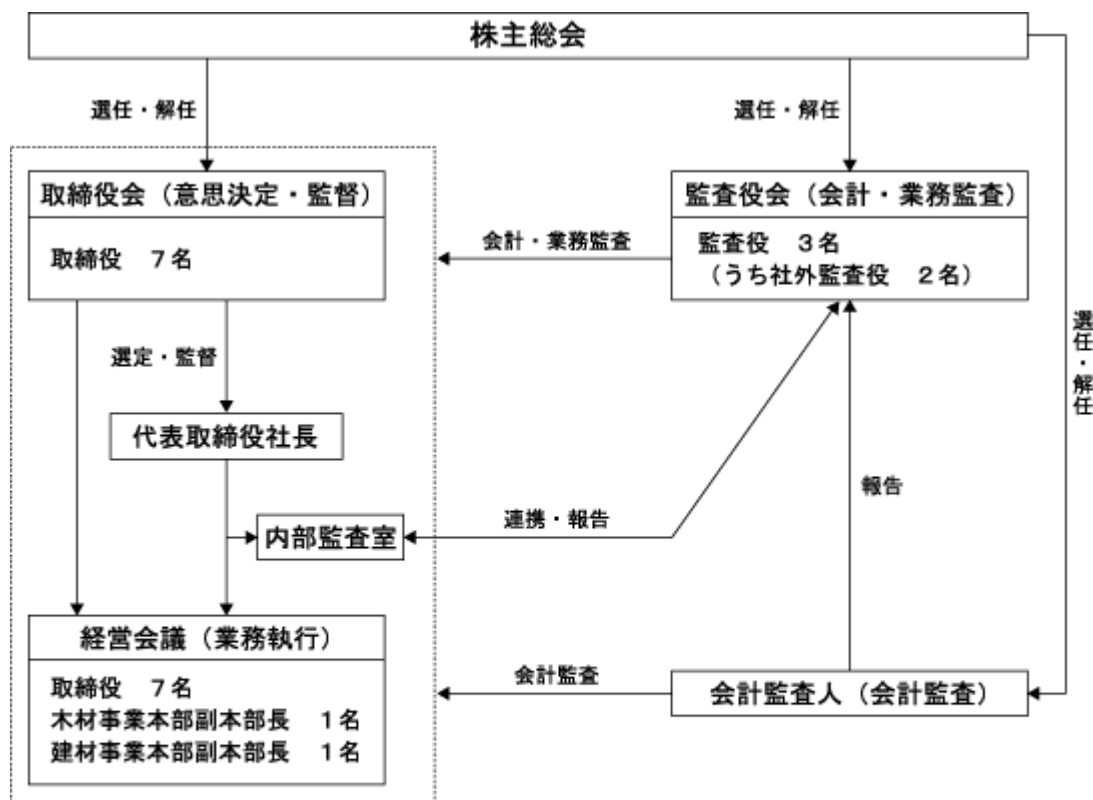 株主総会
選任・解任
選任・解任
取締役会（意思決定・監督）
取締役　７名
会計・業務監査
監査役会（会計・業務監査）
監査役　３名
（うち社外監査役　２名）
選任・解任
選定・監督
代表取締役社長
報告
連携・報告
内部監査室
経営会議（業務執行）
取締役　７名
木材事業本部副本部長　１名
建材事業本部副本部長　１名
会計監査
会計監査人（会計監査）